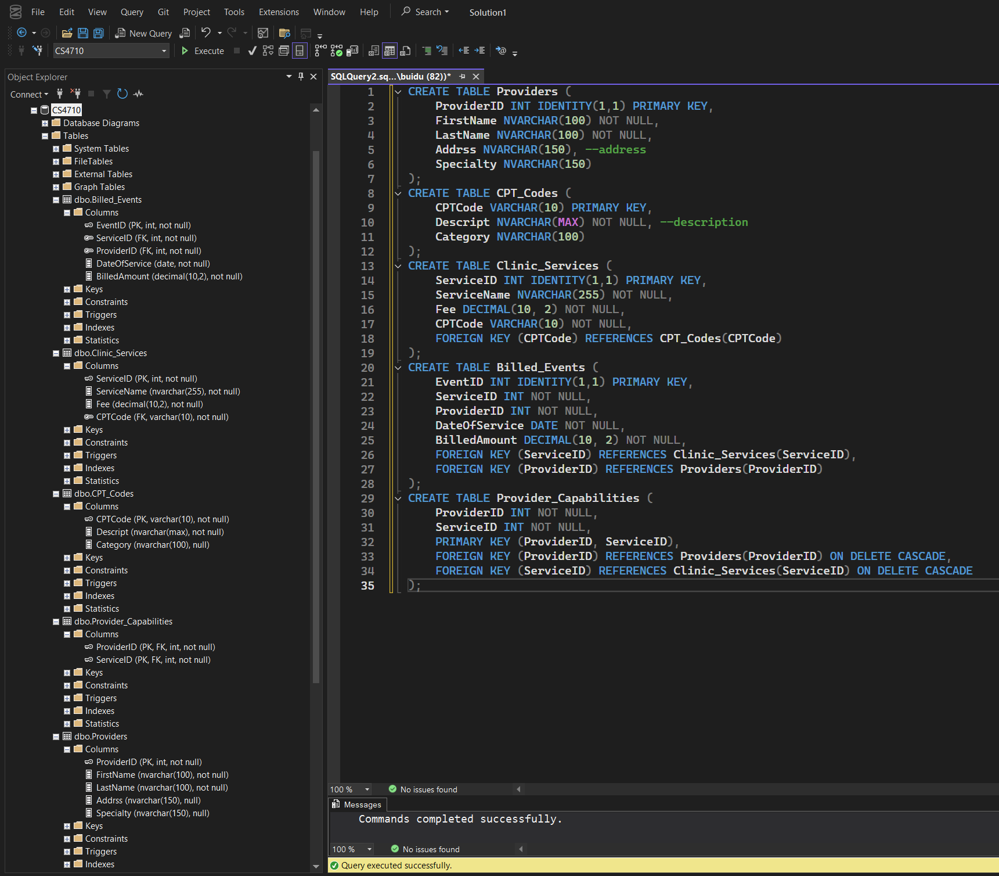 File Edit View Query Git Project Tools Extensions Window Help Search Solution1
New Query
CS4710 Execute
Object Explorer
Connect
CS4710
Database Diagrams
Tables
System Tables
FileTables
External Tables
Graph Tables
dbo.Billed_Events
Columns
EventID (PK, int, not null)
ServiceID (FK, int, not null)
ProviderID (FK, int, not null)
DateOfService (date, not null)
BilledAmount (decimal(10,2), not null)
Keys
Constraints
Triggers
Indexes
Statistics
dbo.Clinic_Services
Columns
ServiceID (PK, int, not null)
ServiceName (nvarchar(255), not null)
Fee (decimal(10,2), not null)
CPTCode (FK, varchar(10), not null)
Keys
Constraints
Triggers
Indexes
Statistics
dbo.CPT_Codes
Columns
CPTCode (PK, varchar(10), not null)
Descript (nvarchar(max), not null)
Category (nvarchar(100), null)
Keys
Constraints
Triggers
Indexes
Statistics
dbo.Provider_Capabilities
Columns
ProviderID (PK, FK, int, not null)
ServiceID (PK, FK, int, not null)
Keys
Constraints
Triggers
Indexes
Statistics
dbo.Providers
Columns
ProviderID (PK, int, not null)
FirstName (nvarchar(100), not null)
LastName (nvarchar(100), not null)
Addrss (nvarchar(150), null)
Specialty (nvarchar(150), null)
Keys
Constraints
Triggers
Indexes
SQLQuery2.sq...\buidu (82))*
1 CREATE TABLE Providers (
2 ProviderID INT IDENTITY(1,1) PRIMARY KEY,
3 FirstName NVARCHAR(100) NOT NULL,
4 LastName NVARCHAR(100) NOT NULL,
5 Addrss NVARCHAR(150), --address
6 Specialty NVARCHAR(150)
7 );
8 CREATE TABLE CPT_Codes (
9 CPTCode VARCHAR(10) PRIMARY KEY,
10 Descript NVARCHAR(MAX) NOT NULL, --description
11 Category NVARCHAR(100)
12 );
13 CREATE TABLE Clinic_Services (
14 ServiceID INT IDENTITY(1,1) PRIMARY KEY,
15 ServiceName NVARCHAR(255) NOT NULL,
16 Fee DECIMAL(10, 2) NOT NULL,
17 CPTCode VARCHAR(10) NOT NULL,
18 FOREIGN KEY (CPTCode) REFERENCES CPT_Codes(CPTCode)
19 );
20 CREATE TABLE Billed_Events (
21 EventID INT IDENTITY(1,1) PRIMARY KEY,
22 ServiceID INT NOT NULL,
23 ProviderID INT NOT NULL,
24 DateOfService DATE NOT NULL,
25 BilledAmount DECIMAL(10, 2) NOT NULL,
26 FOREIGN KEY (ServiceID) REFERENCES Clinic_Services(ServiceID),
27 FOREIGN KEY (ProviderID) REFERENCES Providers(ProviderID)
28 );
29 CREATE TABLE Provider_Capabilities (
30 ProviderID INT NOT NULL,
31 ServiceID INT NOT NULL,
32 PRIMARY KEY (ProviderID, ServiceID),
33 FOREIGN KEY (ProviderID) REFERENCES Providers(ProviderID) ON DELETE CASCADE,
34 FOREIGN KEY (ServiceID) REFERENCES Clinic_Services(ServiceID) ON DELETE CASCADE
35 );
100 % No issues found
Messages
Commands completed successfully.
100 % No issues found
Query executed successfully.